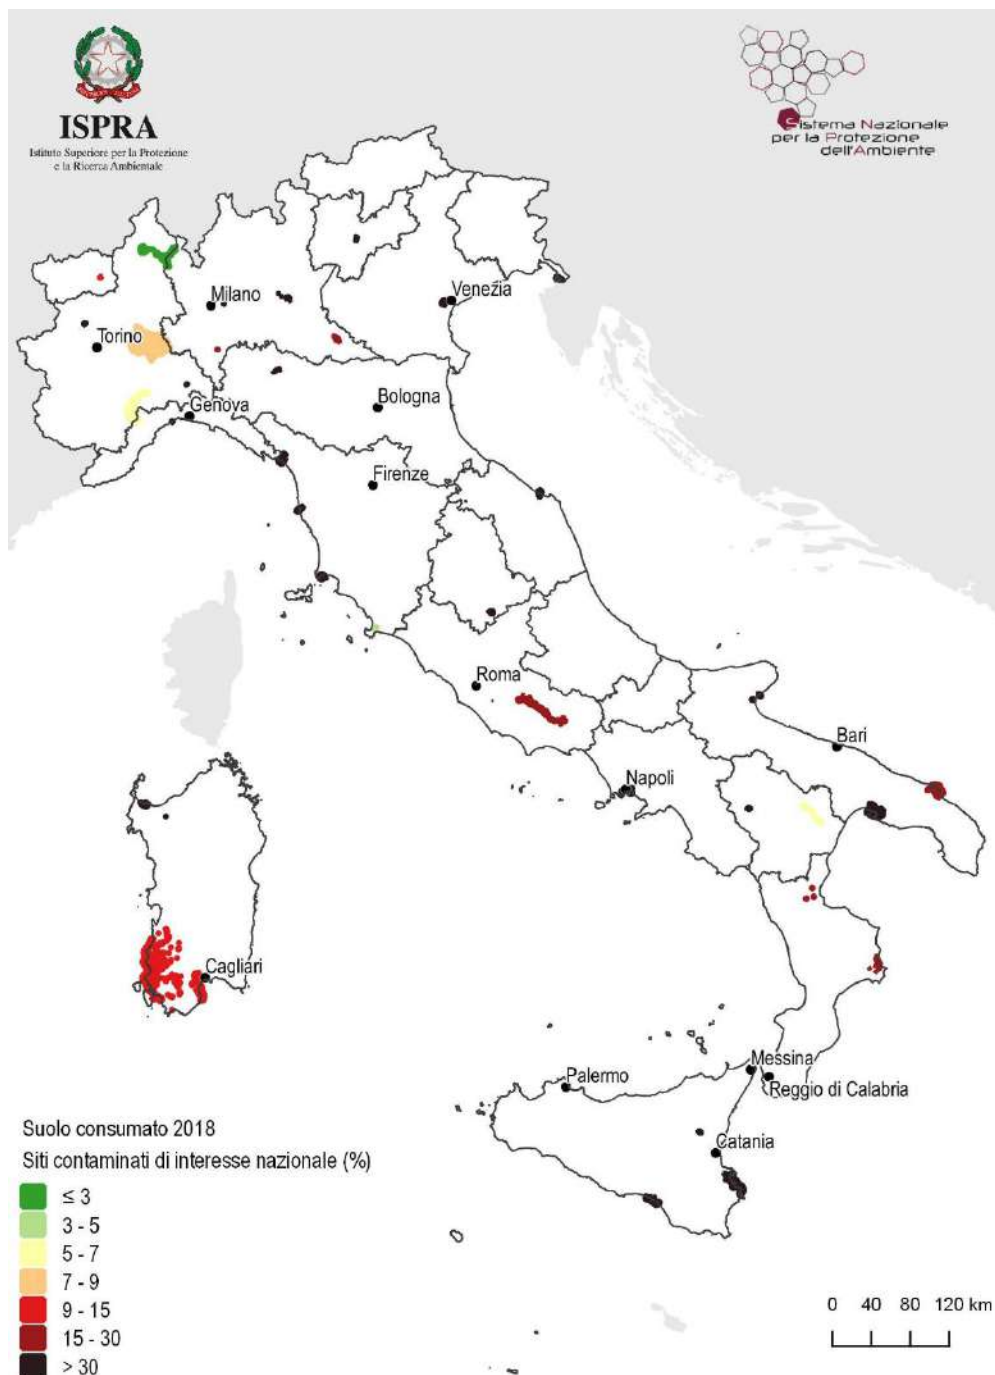 ISPRA
Istituto Superiore per la Protezione
e la Ricerca Ambientale
Sistema Nazionale
per la Protezione
dell'Ambiente
Milano
Venezia
Torino
Genova
Bologna
Firenze
Roma
Bari
Napoli
Cagliari
Messina
Palermo
Reggio di Calabria
Catania
Suolo consumato 2018
Siti contaminati di interesse nazionale (%)
≤ 3
3 - 5
5 - 7
7 - 9
9 - 15
15 - 30
> 30
0 40 80 120 km